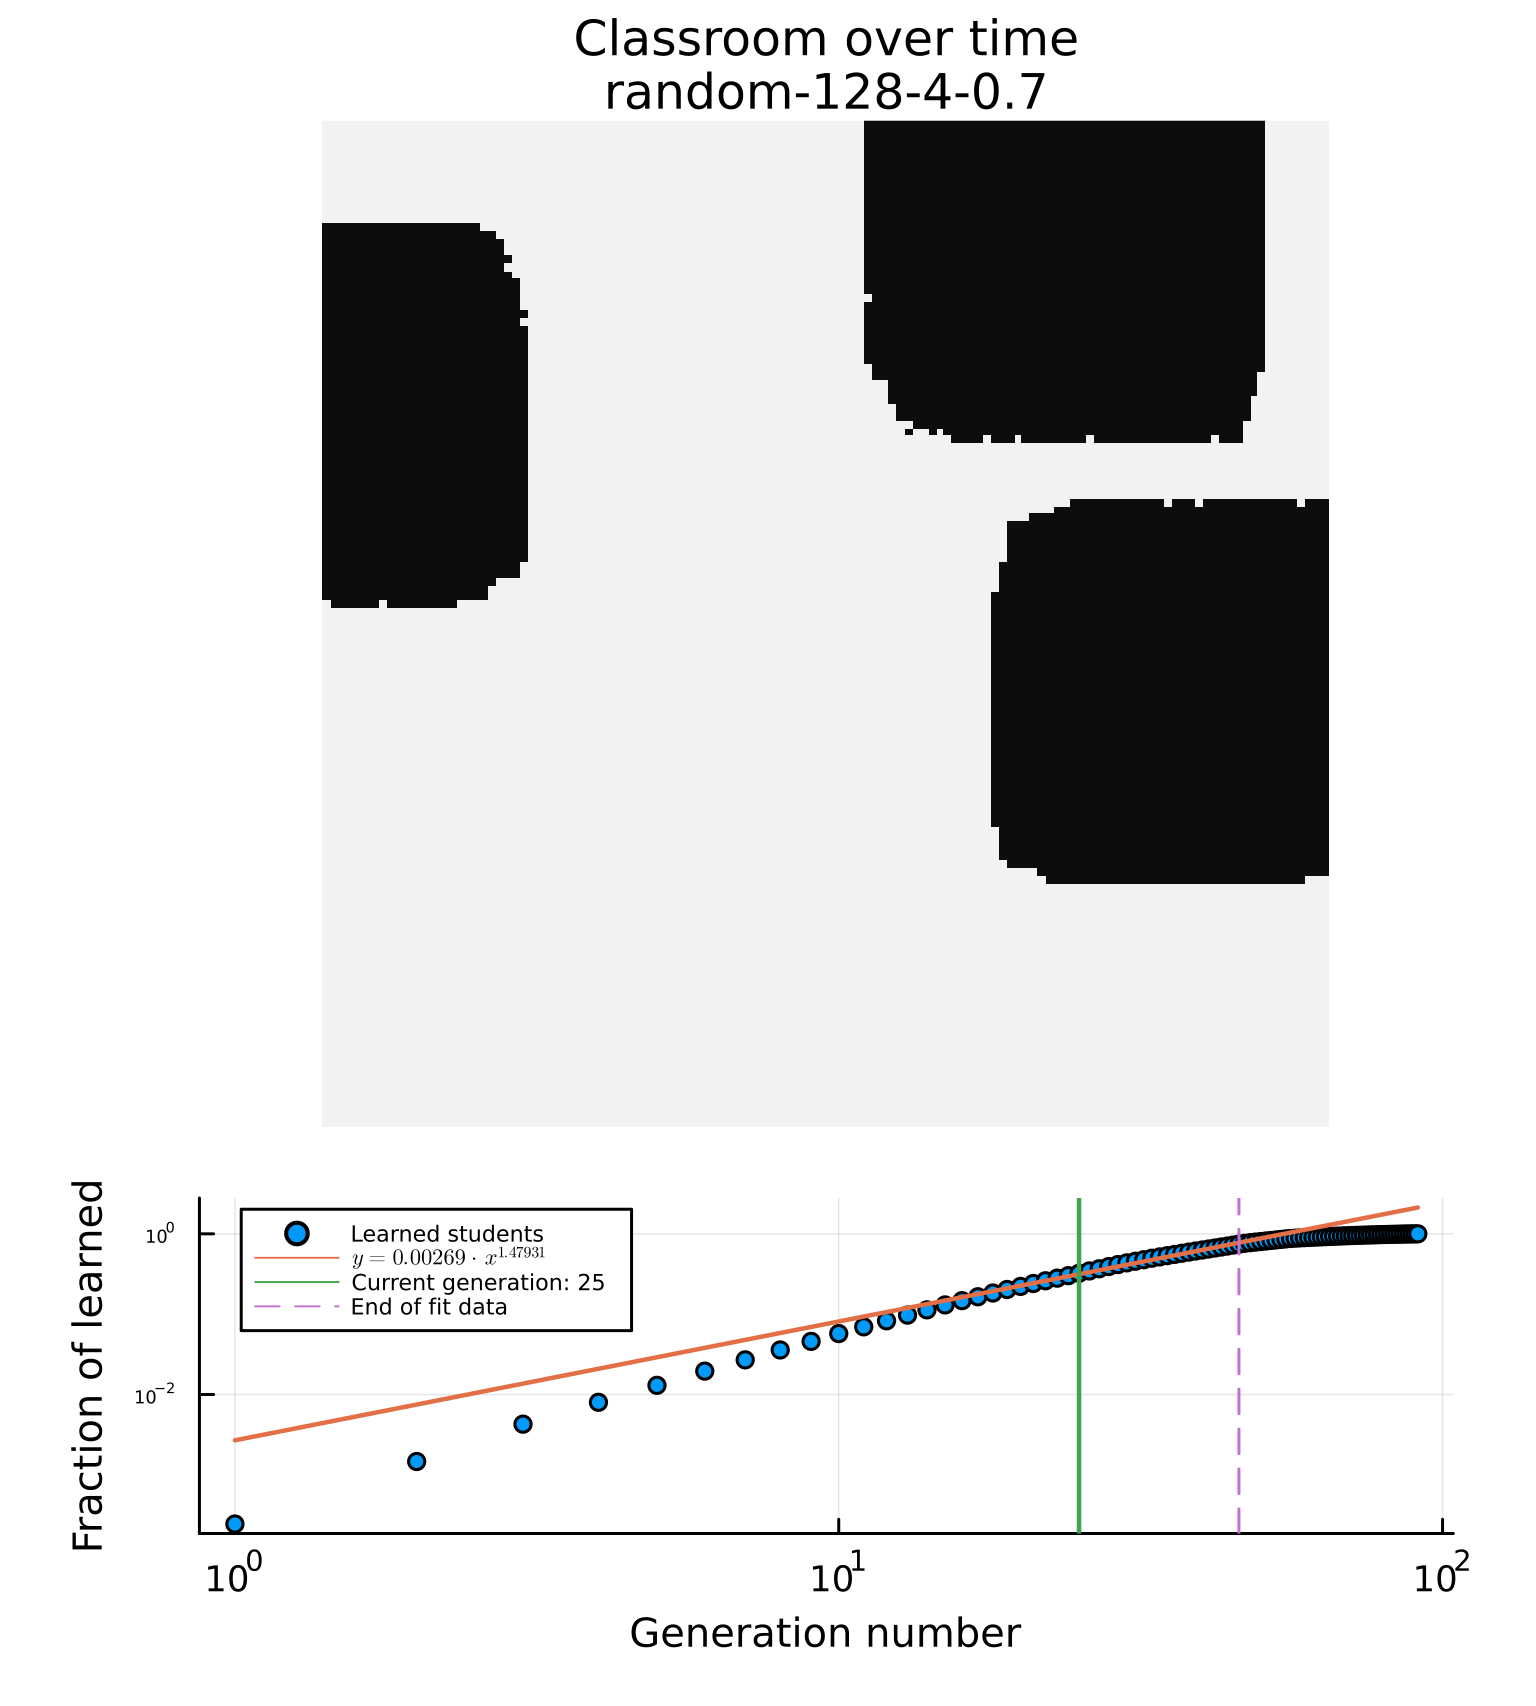 Classroom over time
random-128-4-0.7
Fraction of learned
10^0
10^−2
Learned students
y = 0.00269 · x^1.47931
Current generation: 25
End of fit data
10^0
10^1
10^2
Generation number